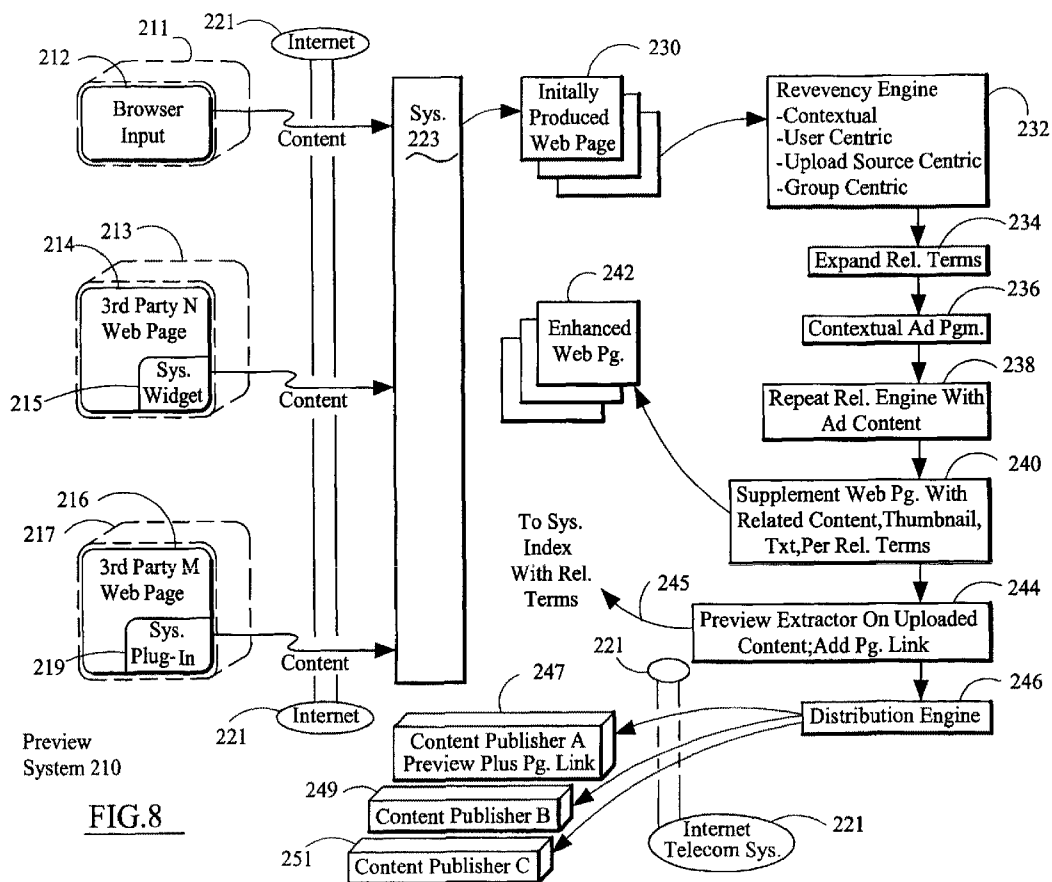 211
212
Browser
Input
221
Internet
Content
Sys.
223
230
Initally
Produced
Web Page
Revevency Engine
-Contextual
-User Centric
-Upload Source Centric
-Group Centric
232
234
Expand Rel. Terms
236
Contextual Ad Pgm.
238
Repeat Rel. Engine With
Ad Content
240
Supplement Web Pg. With
Related Content,Thumbnail,
Txt,Per Rel. Terms
242
Enhanced
Web Pg.
213
214
3rd Party N
Web Page
Sys.
Widget
215
Content
216
217
3rd Party M
Web Page
Sys.
Plug-In
219
Content
221
Internet
To Sys.
Index
With Rel.
Terms
245
244
Preview Extractor On Uploaded
Content;Add Pg. Link
246
Distribution Engine
221
247
Content Publisher A
Preview Plus Pg. Link
249
Content Publisher B
251
Content Publisher C
Internet
Telecom Sys.
221
Preview
System 210
FIG.8